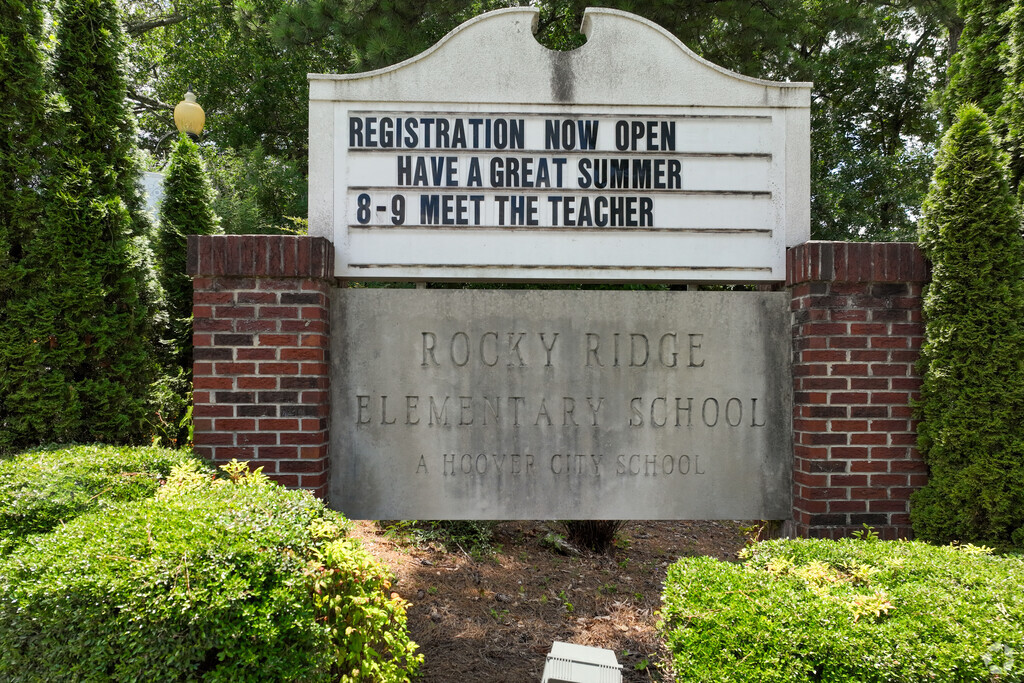 REGISTRATION NOW OPEN
HAVE A GREAT SUMMER
8-9 MEET THE TEACHER
ROCKY RIDGE
ELEMENTARY SCHOOL
A HOOVER CITY SCHOOL